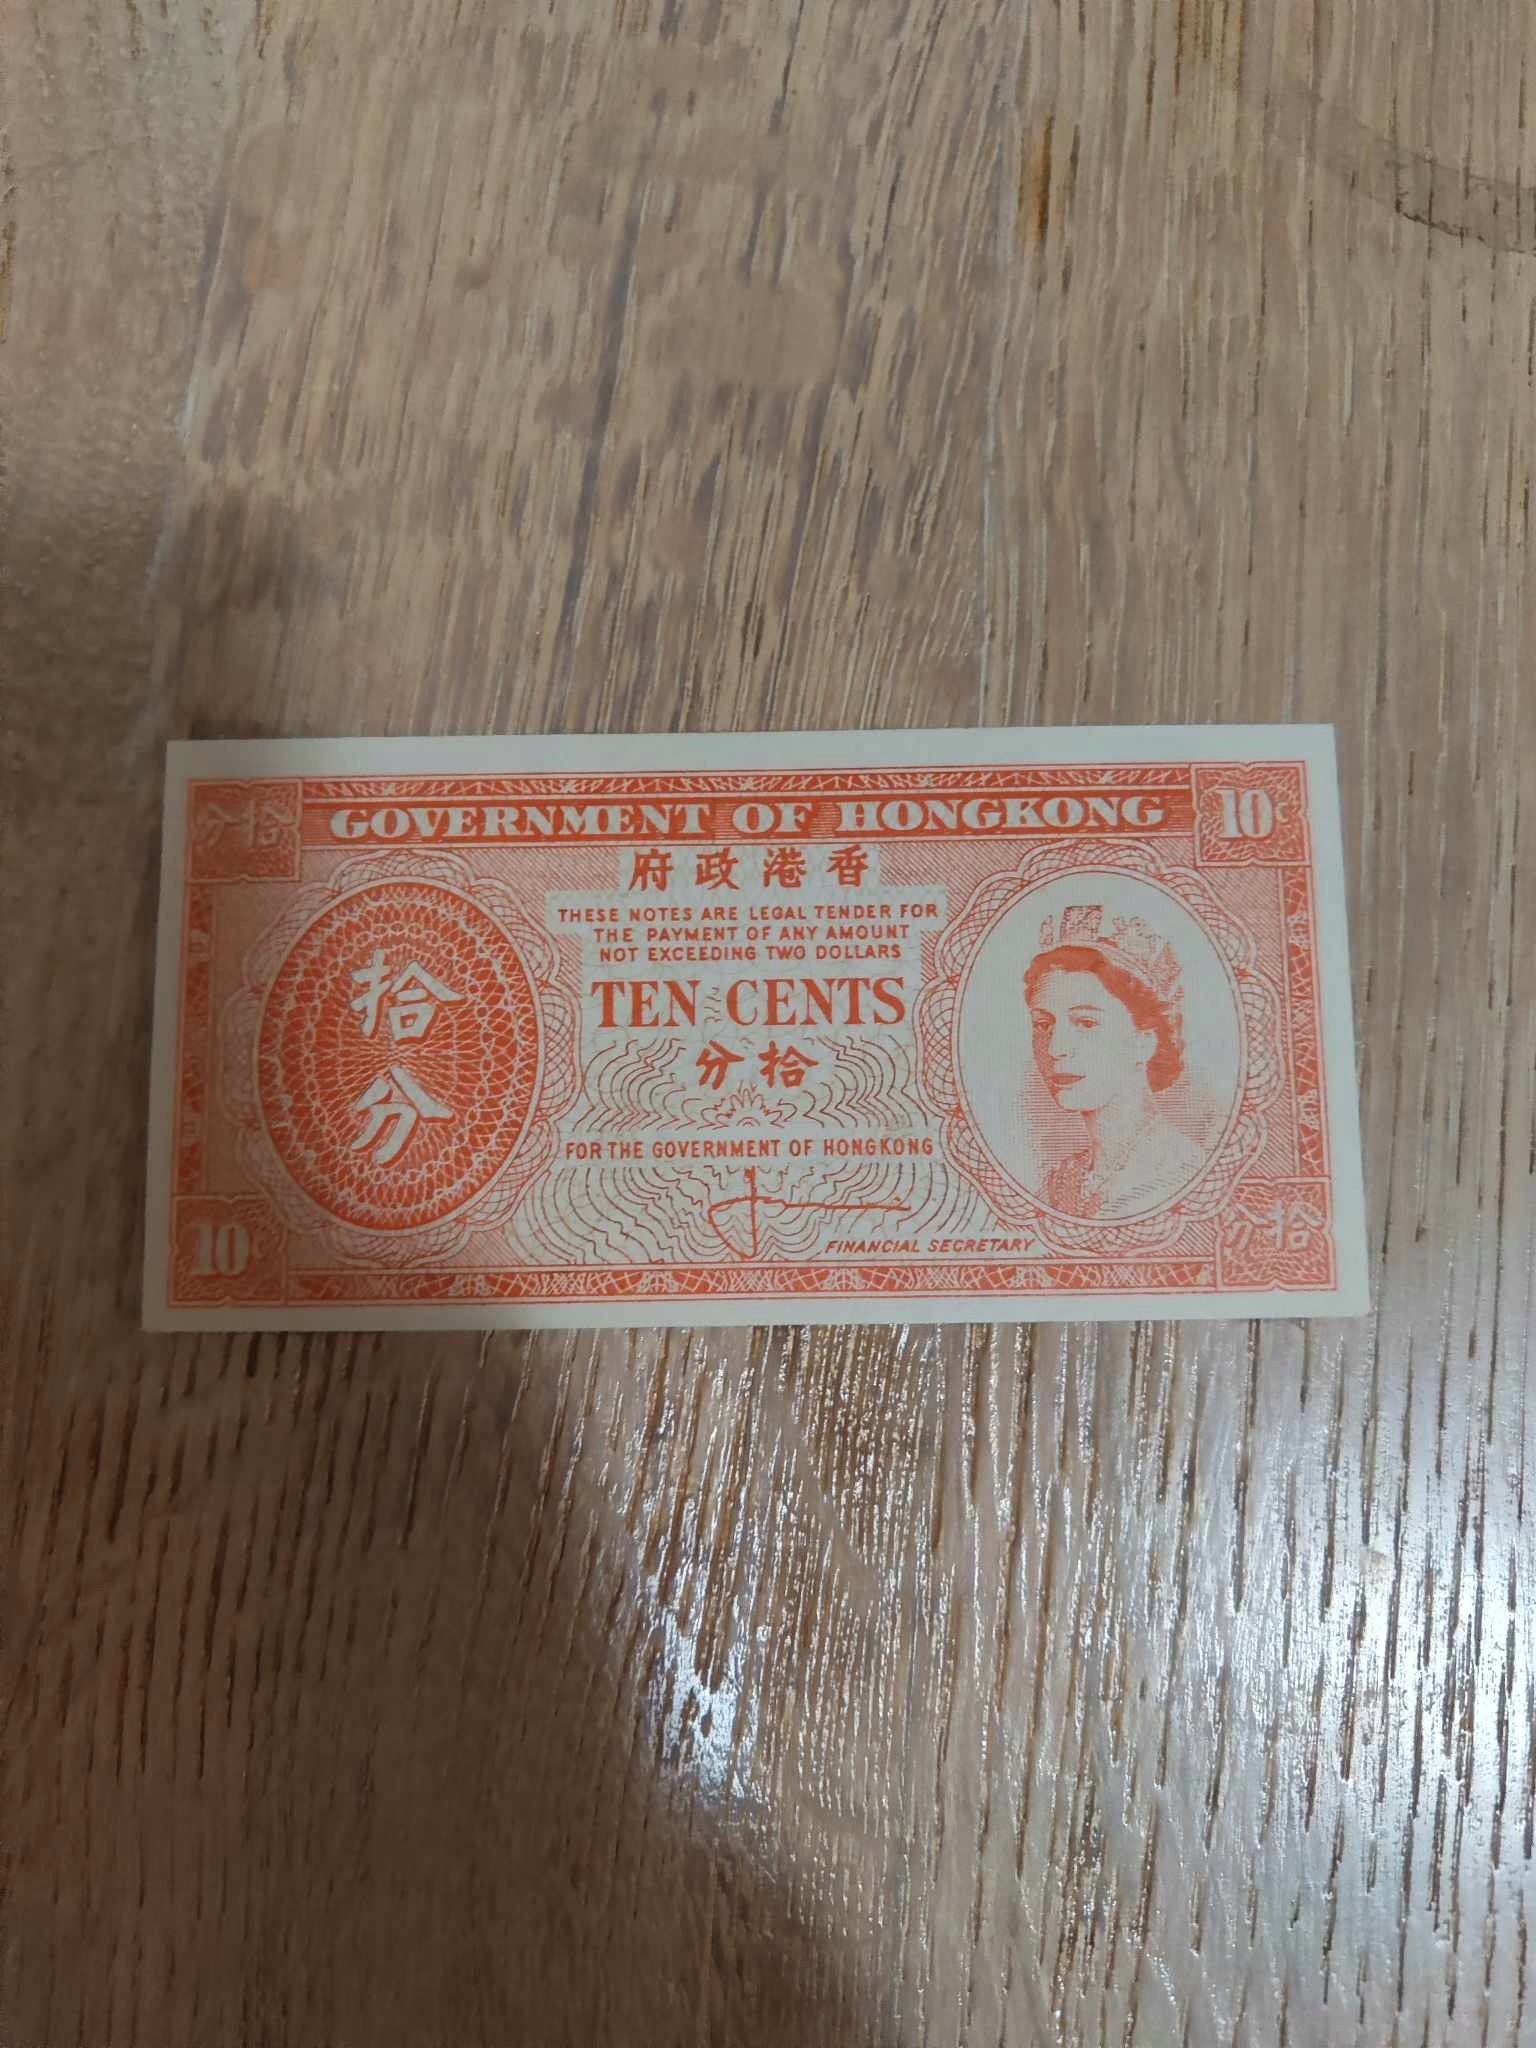 分拾
GOVERNMENT OF HONGKONG
10c
府政港香
THESE NOTES ARE LEGAL TENDER FOR
THE PAYMENT OF ANY AMOUNT
NOT EXCEEDING TWO DOLLARS
拾
分
TEN CENTS
分拾
FOR THE GOVERNMENT OF HONGKONG
FINANCIAL SECRETARY
10c
分拾